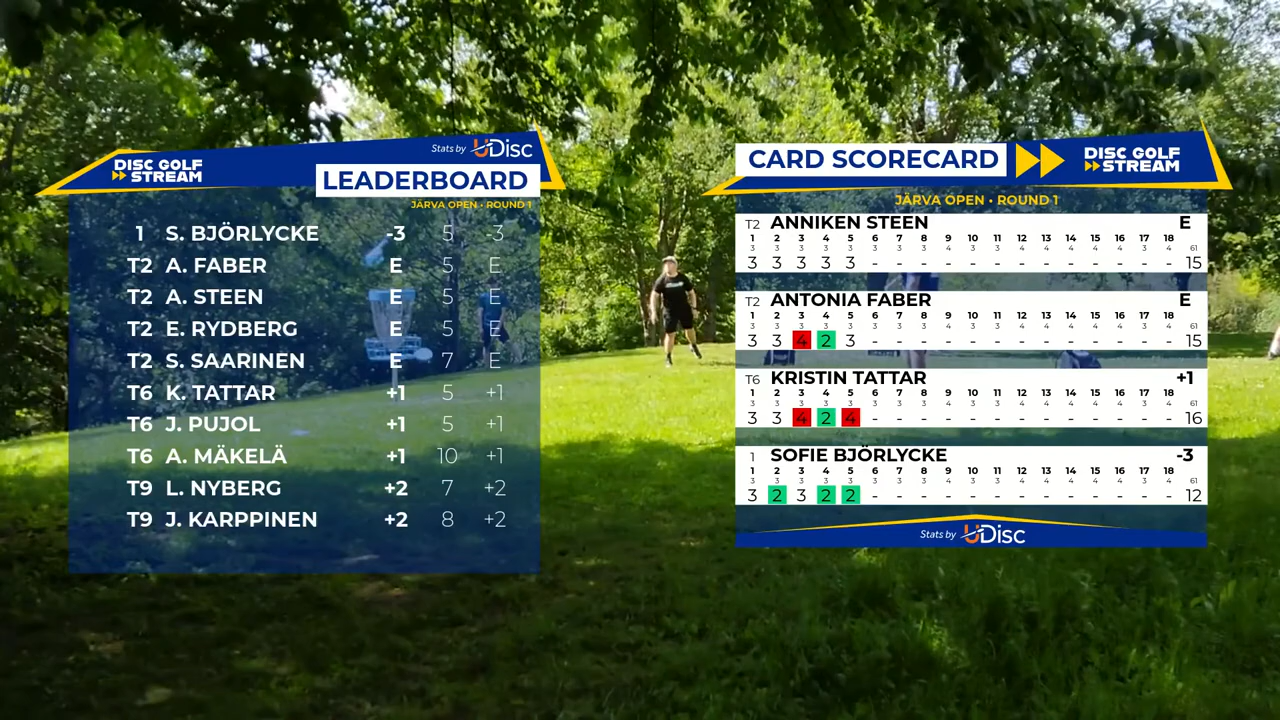 DISC GOLF
STREAM
Stats by UDisc
LEADERBOARD
JÄRVA OPEN • ROUND 1
1 S. BJÖRLYCKE -3 5 -3
T2 A. FABER E 5 E
T2 A. STEEN E 5 E
T2 E. RYDBERG E 5 E
T2 S. SAARINEN E 7 E
T6 K. TATTAR +1 5 +1
T6 J. PUJOL +1 5 +1
T6 A. MÄKELÄ +1 10 +1
T9 L. NYBERG +2 7 +2
T9 J. KARPPINEN +2 8 +2
CARD SCORECARD
DISC GOLF
STREAM
JÄRVA OPEN • ROUND 1
T2 ANNIKEN STEEN E
1 2 3 4 5 6 7 8 9 10 11 12 13 14 15 16 17 18
3 3 3 3 3 3 3 3 4 3 4 4 4 4 4 3 4 3 61
3 3 3 3 3 - - - - - - - - - - - - - 15
T2 ANTONIA FABER E
1 2 3 4 5 6 7 8 9 10 11 12 13 14 15 16 17 18
3 3 3 3 3 3 3 3 4 3 4 4 4 4 4 3 4 3 61
3 3 4 2 3 - - - - - - - - - - - - - 15
T6 KRISTIN TATTAR +1
1 2 3 4 5 6 7 8 9 10 11 12 13 14 15 16 17 18
3 3 3 3 3 3 3 3 4 3 4 4 4 4 4 3 4 3 61
3 3 4 2 4 - - - - - - - - - - - - - 16
1 SOFIE BJÖRLYCKE -3
1 2 3 4 5 6 7 8 9 10 11 12 13 14 15 16 17 18
3 3 3 3 3 3 3 3 4 3 4 4 4 4 4 3 4 3 61
3 2 3 2 2 - - - - - - - - - - - - - 12
Stats by UDisc